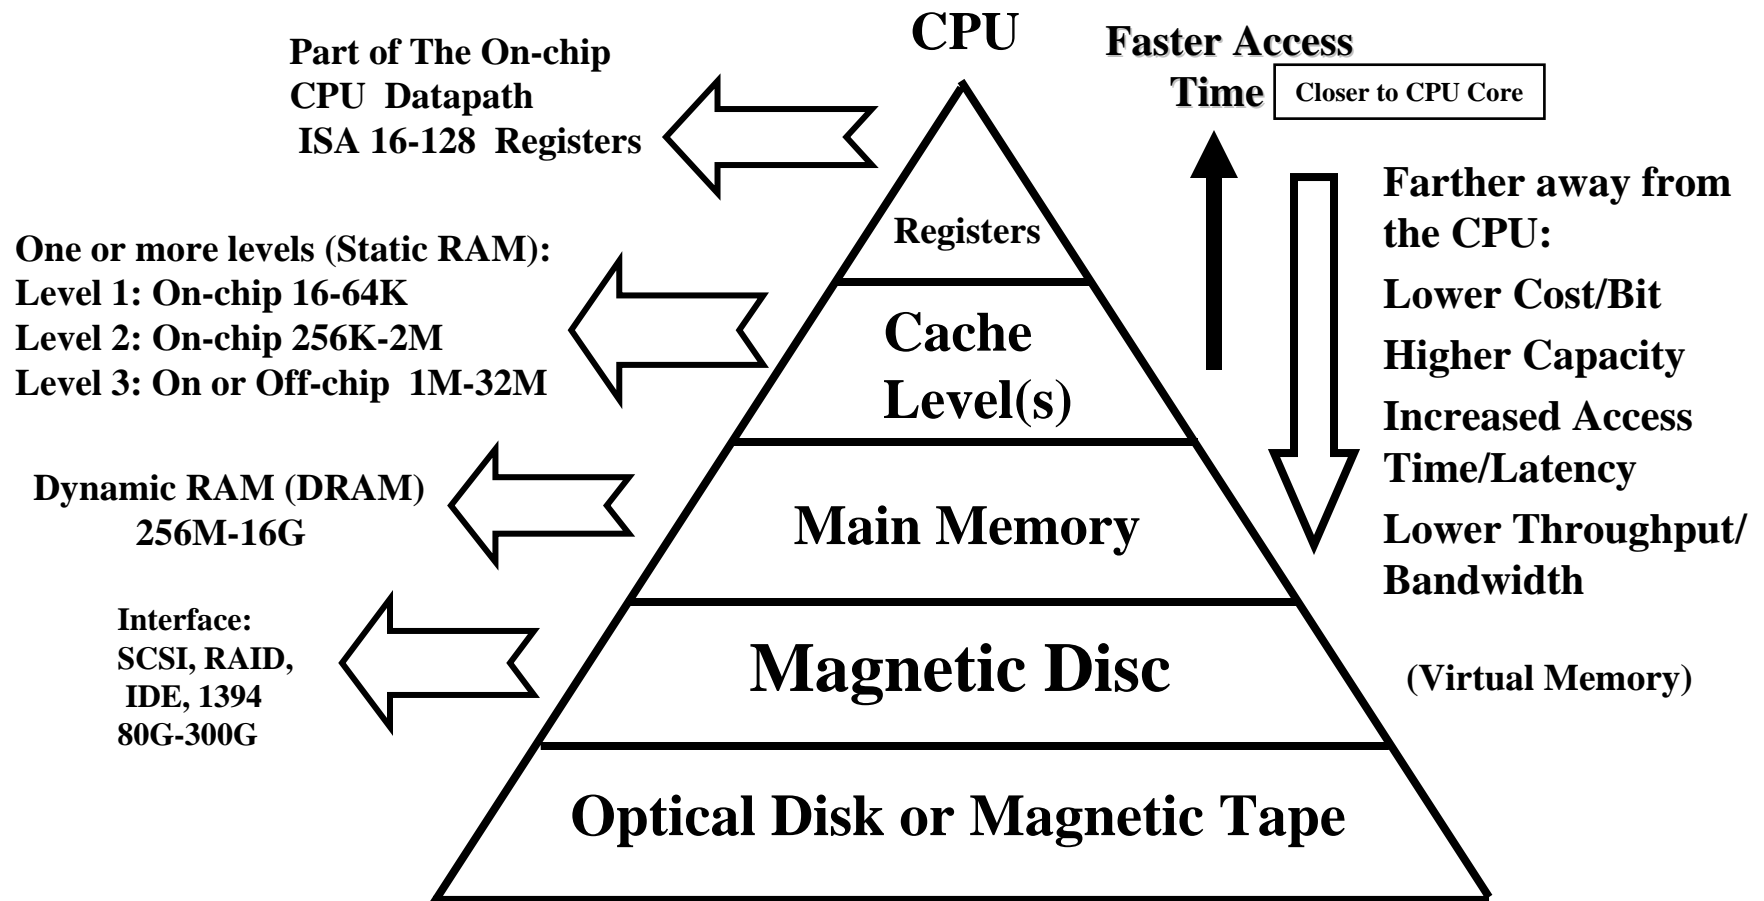 CPU
Part of The On-chip
CPU Datapath
ISA 16-128 Registers
Faster Access
Time
Closer to CPU Core
Registers
One or more levels (Static RAM):
Level 1: On-chip 16-64K
Level 2: On-chip 256K-2M
Level 3: On or Off-chip 1M-32M
Cache
Level(s)
Farther away from
the CPU:
Lower Cost/Bit
Higher Capacity
Increased Access
Time/Latency
Lower Throughput/
Bandwidth
Dynamic RAM (DRAM)
256M-16G
Main Memory
Interface:
SCSI, RAID,
IDE, 1394
80G-300G
Magnetic Disc
(Virtual Memory)
Optical Disk or Magnetic Tape